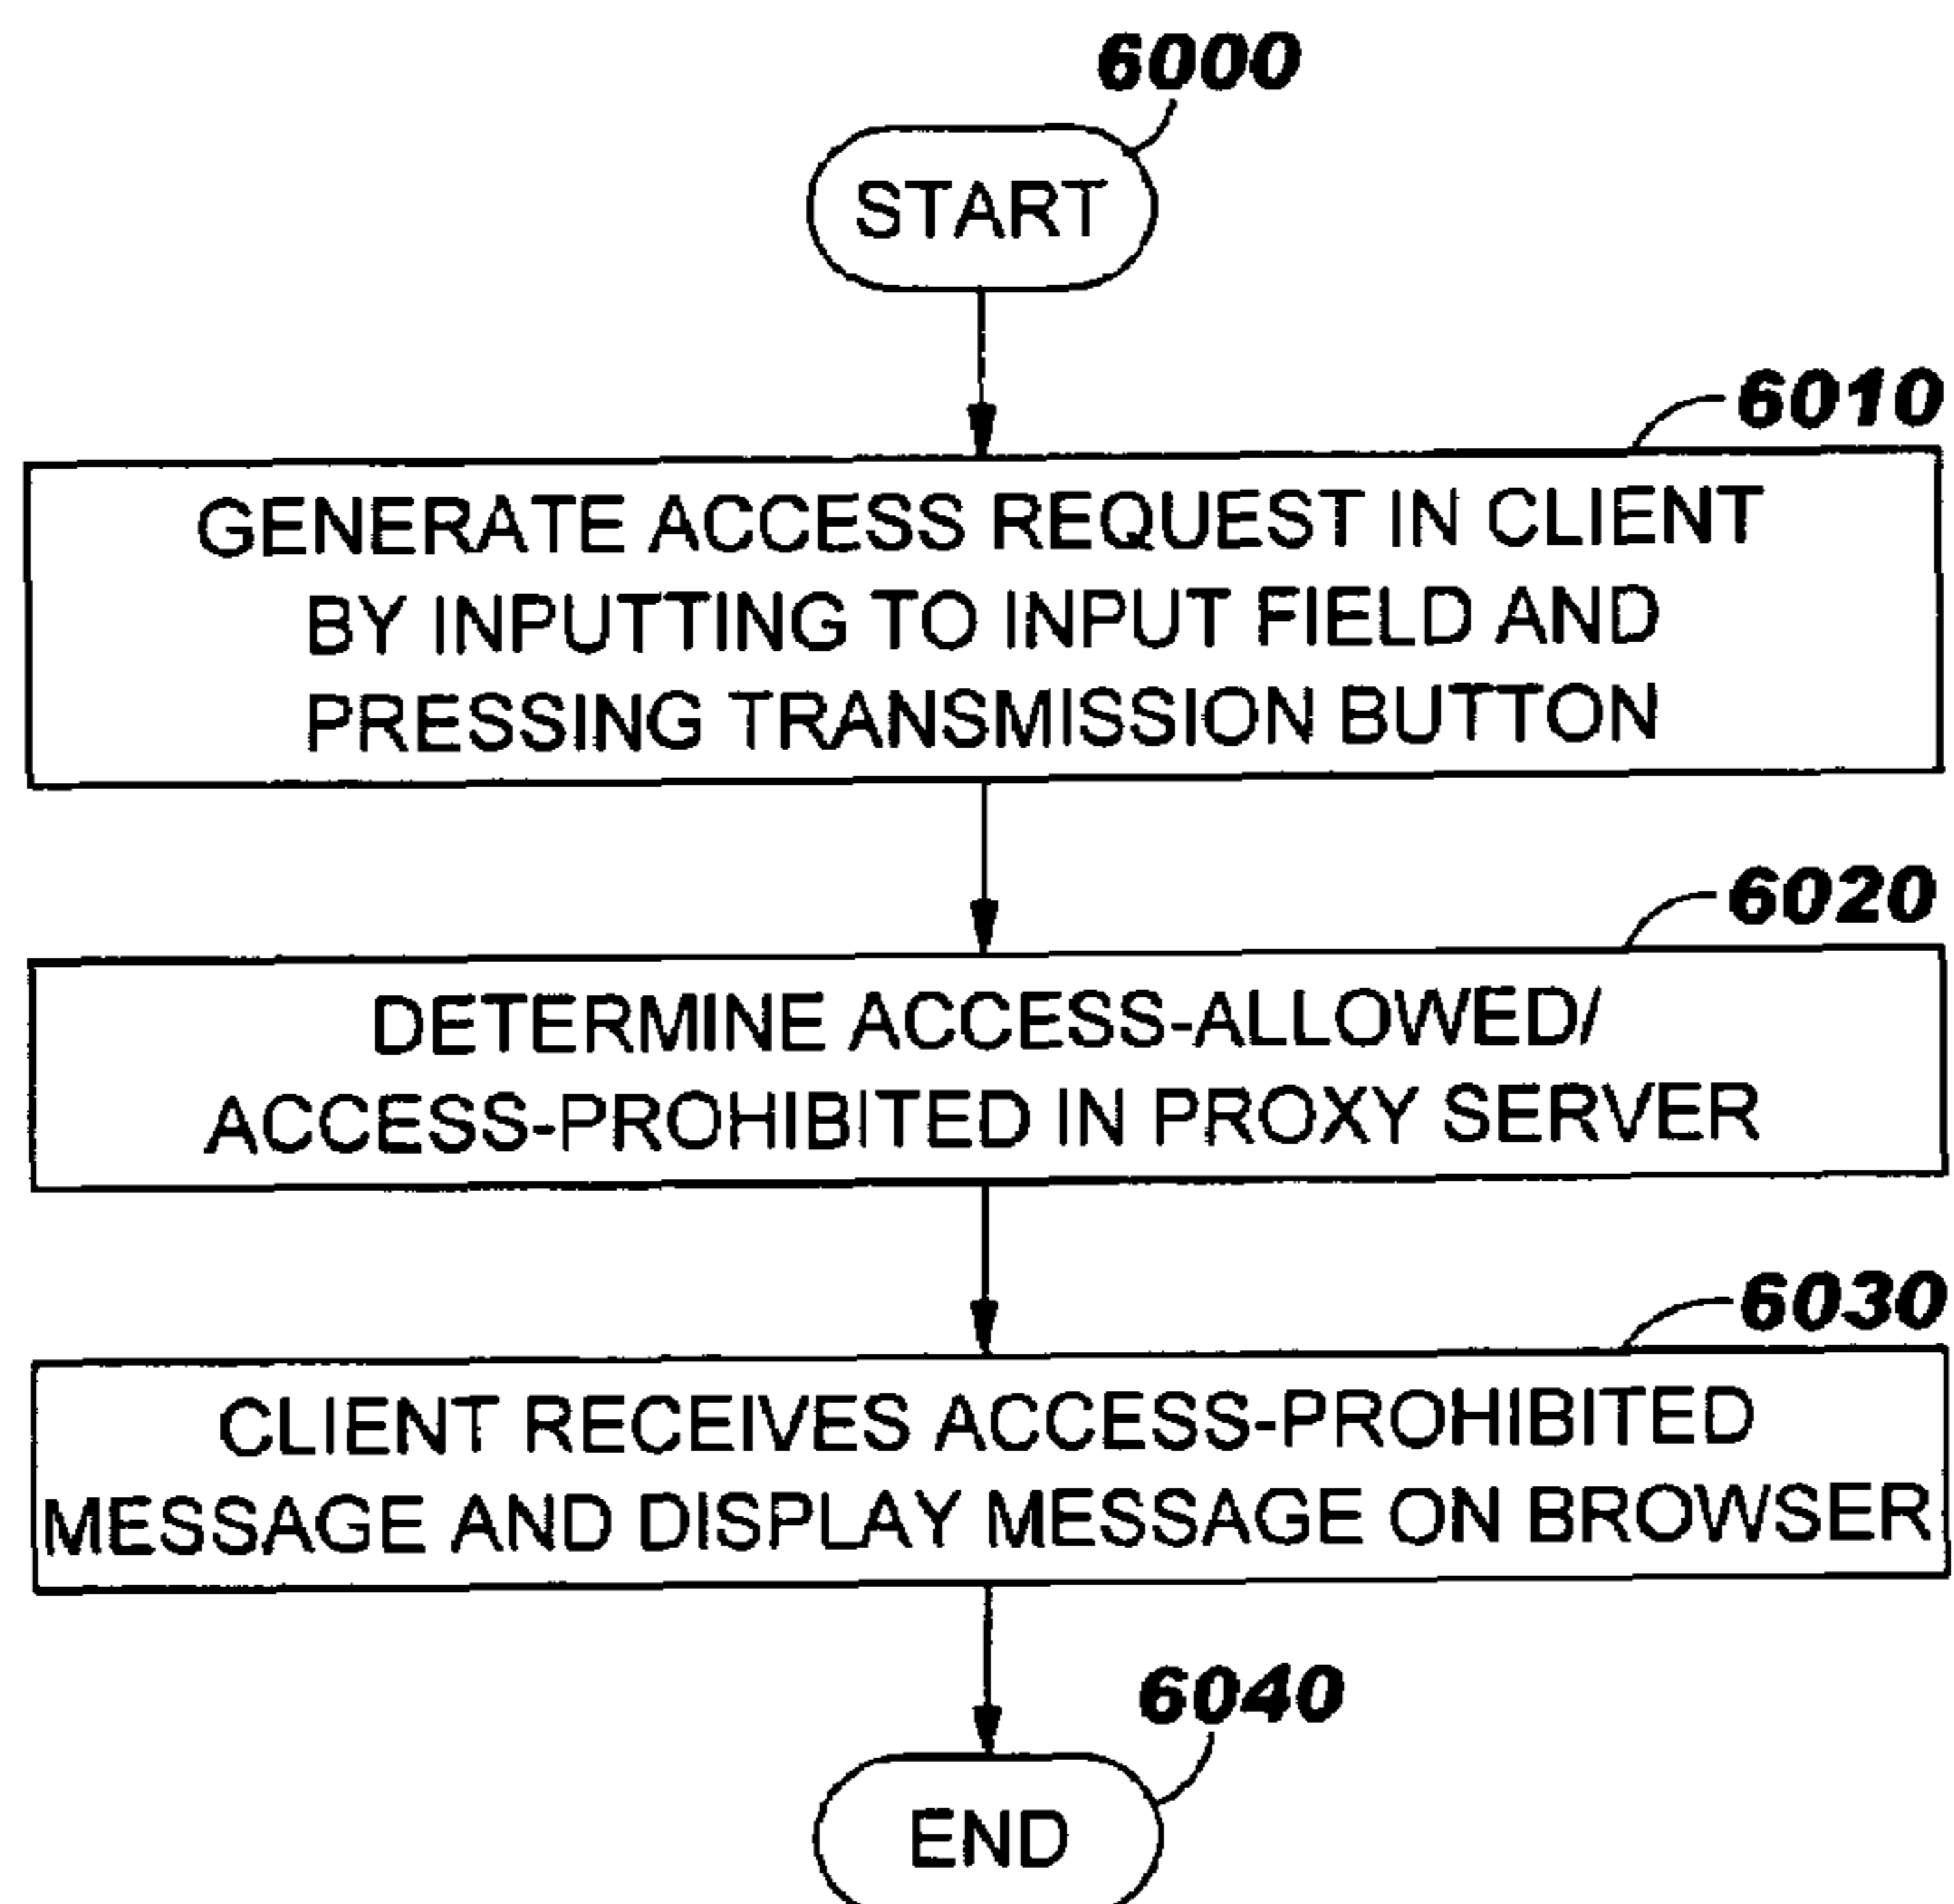 6000
START
6010
GENERATE ACCESS REQUEST IN CLIENT
BY INPUTTING TO INPUT FIELD AND
PRESSING TRANSMISSION BUTTON
6020
DETERMINE ACCESS-ALLOWED/
ACCESS-PROHIBITED IN PROXY SERVER
6030
CLIENT RECEIVES ACCESS-PROHIBITED
MESSAGE AND DISPLAY MESSAGE ON BROWSER
6040
END